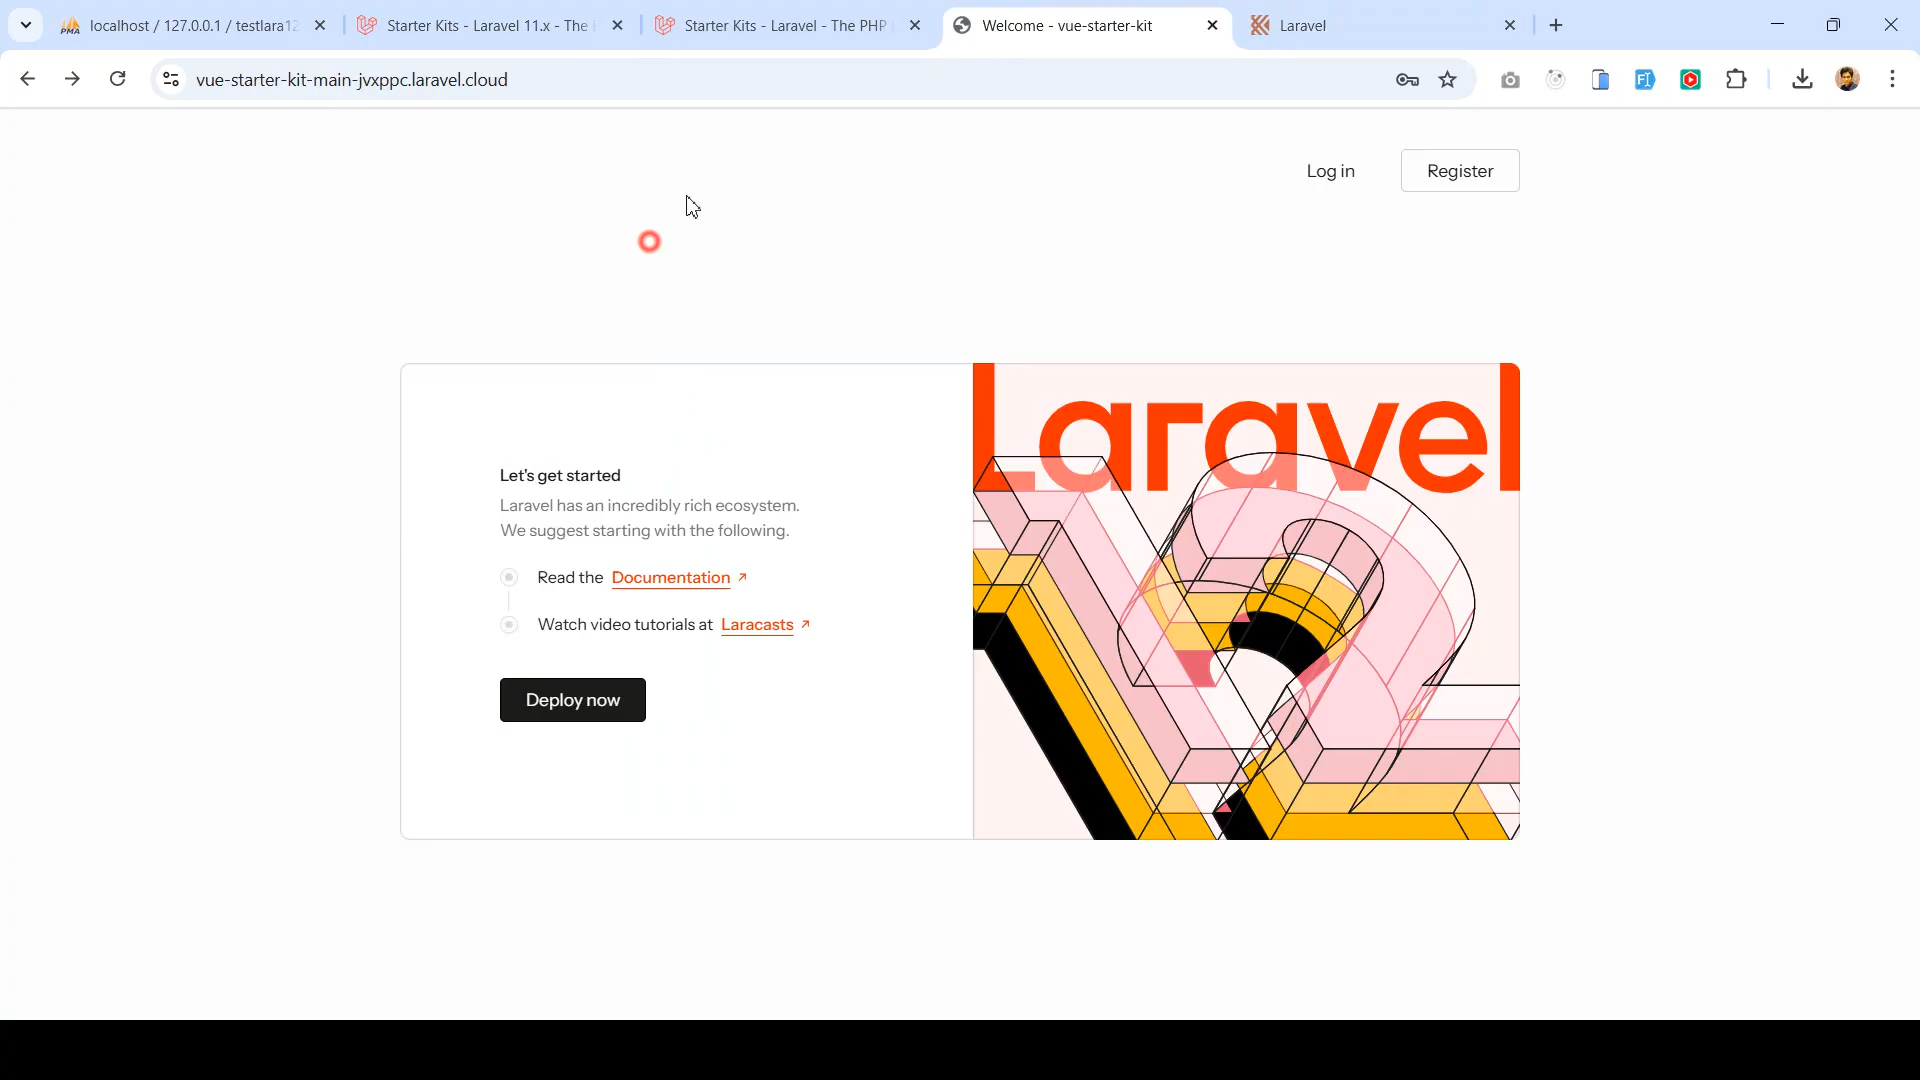 localhost / 127.0.0.1 / testlara12
Starter Kits - Laravel 11.x - The
Starter Kits - Laravel - The PHP
Welcome - vue-starter-kit
Laravel
vue-starter-kit-main-jvxppc.laravel.cloud
Log in
Register
Laravel
Let's get started
Laravel has an incredibly rich ecosystem.
We suggest starting with the following.
Read the Documentation
Watch video tutorials at Laracasts
Deploy now